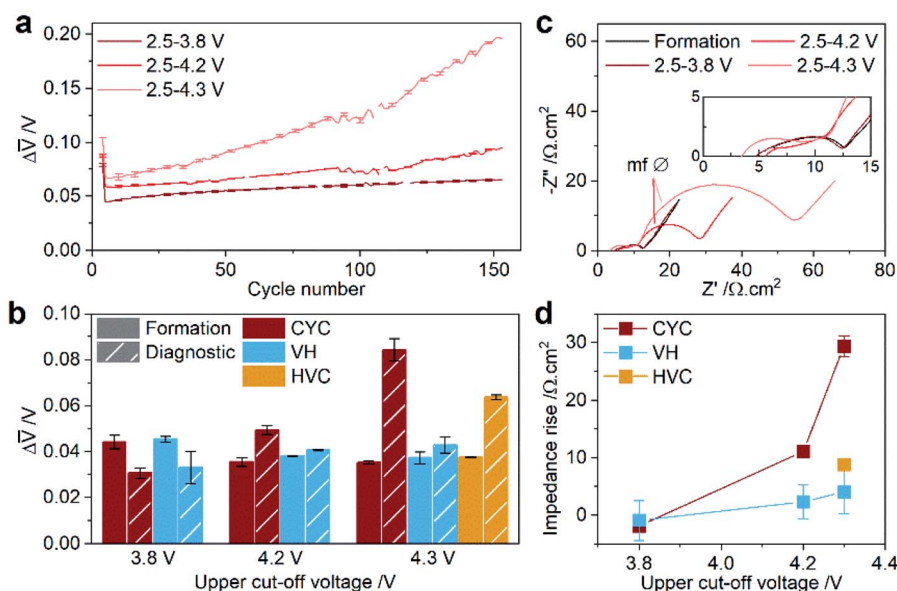 a
2.5-3.8 V
2.5-4.2 V
2.5-4.3 V
0.20
0.15
0.10
0.05
0.00
ΔV̅ /V
0 50 100 150
Cycle number
c
Formation 2.5-4.2 V
2.5-3.8 V 2.5-4.3 V
60
40
20
0
-Z" /Ω.cm²
5
0
0 5 10 15
mf Ø
0 20 40 60 80
Z' /Ω.cm²
b
Formation CYC
Diagnostic VH
HVC
0.10
0.08
0.06
0.04
0.02
0.00
ΔV̅ /V
3.8 V 4.2 V 4.3 V
Upper cut-off voltage /V
d
CYC
VH
HVC
30
20
10
0
Impedance rise /Ω.cm²
3.8 4.0 4.2 4.4
Upper cut-off voltage /V